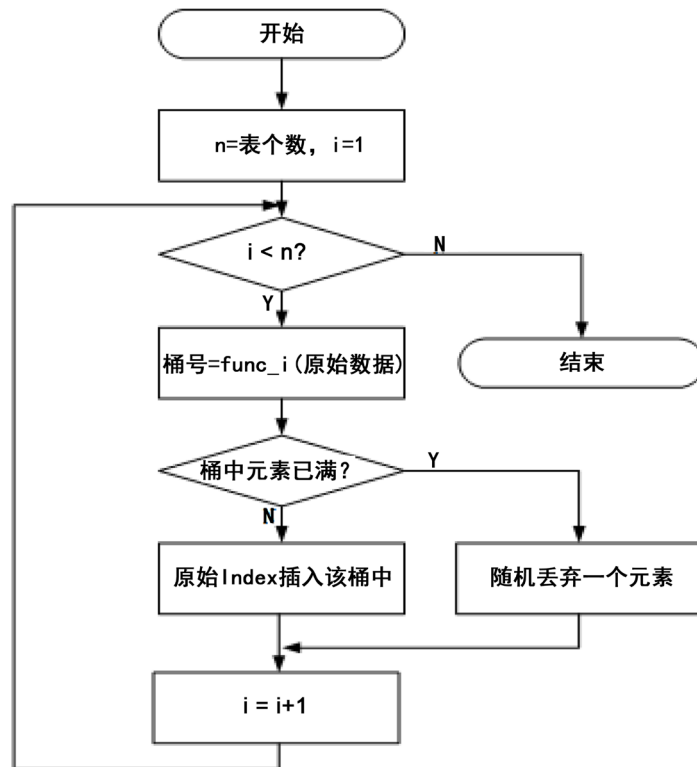 开始
n=表个数，i=1
i < n?
N
Y
桶号=func_i(原始数据)
结束
桶中元素已满？
Y
N
原始Index插入该桶中
随机丢弃一个元素
i = i+1